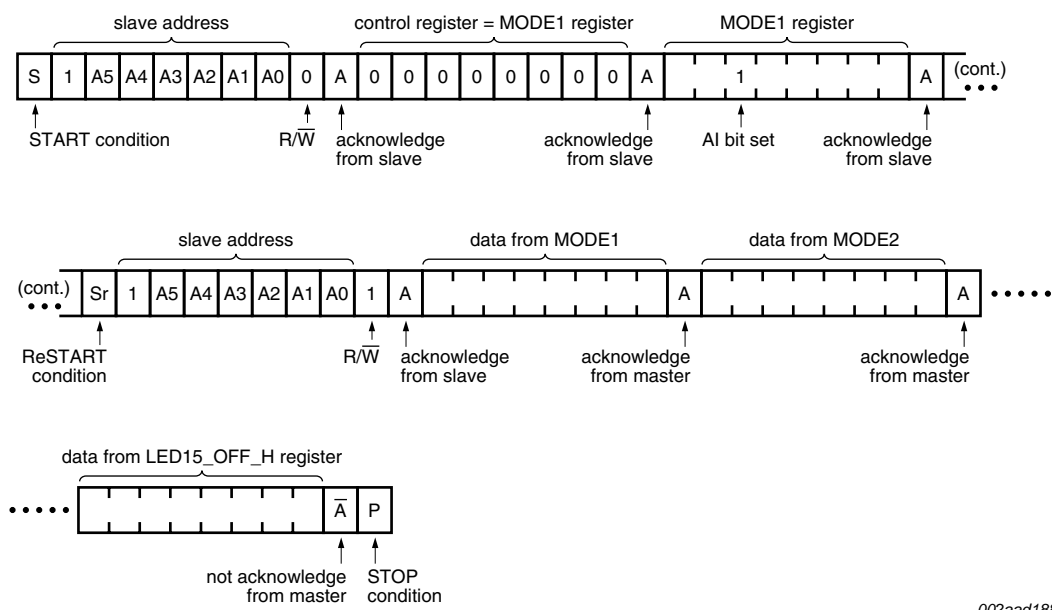 slave address control register = MODE1 register MODE1 register
S 1 A5 A4 A3 A2 A1 A0 0 A 0 0 0 0 0 0 0 0 A 1 A (cont.)
START condition R/W̅ acknowledge from slave acknowledge from slave AI bit set acknowledge from slave
slave address data from MODE1 data from MODE2
(cont.) Sr 1 A5 A4 A3 A2 A1 A0 1 A A A
ReSTART condition R/W̅ acknowledge from slave acknowledge from master acknowledge from master
data from LED15_OFF_H register
A̅ P
not acknowledge from master STOP condition